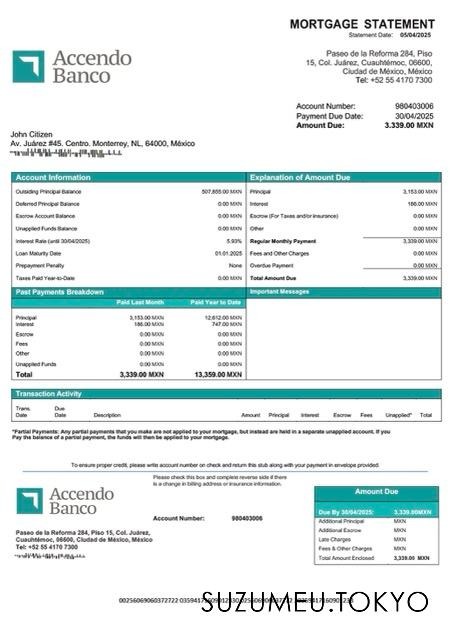 MORTGAGE STATEMENT
Statement Date: 05/04/2025
Accendo
Banco
Paseo de la Reforma 284, Piso
15, Col. Juárez, Cuauhtémoc, 06600,
Ciudad de México, México
Tel: +52 55 4170 7300
Account Number: 980403006
Payment Due Date: 30/04/2025
Amount Due: 3.339.00 MXN
John Citizen
Av. Juárez #45. Centro. Monterrey, NL, 64000, México
Account Information
Outsiding Principal Balance 507,855.00 MXN
Deferred Principal Balance 0.00 MXN
Escrow Account Balance 0.00 MXN
Unapplied Funds Balance 0.00 MXN
Interest Rate (until 30/04/2025) 5.93%
Loan Maturity Date 01.01.2025
Prepayment Penalty None
Taxes Paid Year-to-Date 0.00 MXN
Explanation of Amount Due
Principal 3,153.00 MXN
Interest 186.00 MXN
Escrow (For Taxes and/or insurance) 0.00 MXN
Other 0.00 MXN
Regular Monthly Payment 3,339.00 MXN
Fees and Other Charges 0.00 MXN
Overdue Payment 0.00 MXN
Total Amount Due 3,339.00 MXN
Past Payments Breakdown
Paid Last Month Paid Year to Date
Principal 3,153.00 MXN 12,612.00 MXN
Interest 186.00 MXN 747.00 MXN
Escrow 0.00 MXN 0.00 MXN
Fees 0.00 MXN 0.00 MXN
Other 0.00 MXN 0.00 MXN
Unapplied Funds 0.00 MXN 0.00 MXN
Total 3,339.00 MXN 13,359.00 MXN
Important Messages
Transaction Activity
Trans. Date Due Date Description Amount Principal Interest Escrow Fees Unapplied* Total
*Partial Payments: Any partial payments that you make are not applied to your mortgage, but instead are held in a separate unapplied account. If you
Pay the balance of a partial payment, the funds will then be applied to your mortgage.
To ensure proper credit, please write account number on check and return this stub along with your payment in envelope provided.
Accendo
Banco
Please check this box and complete reverse side if there
is a change in billing address or insurance information.
Account Number: 980403006
Paseo de la Reforma 284, Piso 15, Col. Juárez,
Cuauhtémoc, 06600, Ciudad de México, México
Tel: +52 55 4170 7300
Amount Due
Due By 30/04/2025: 3,339.00MXN
Additional Principal MXN
Additional Escrow MXN
Late Charges MXN
Fees & Other Charges MXN
Total Amount Enclosed 3,339.00 MXN
SUZUMEU.TOKYO